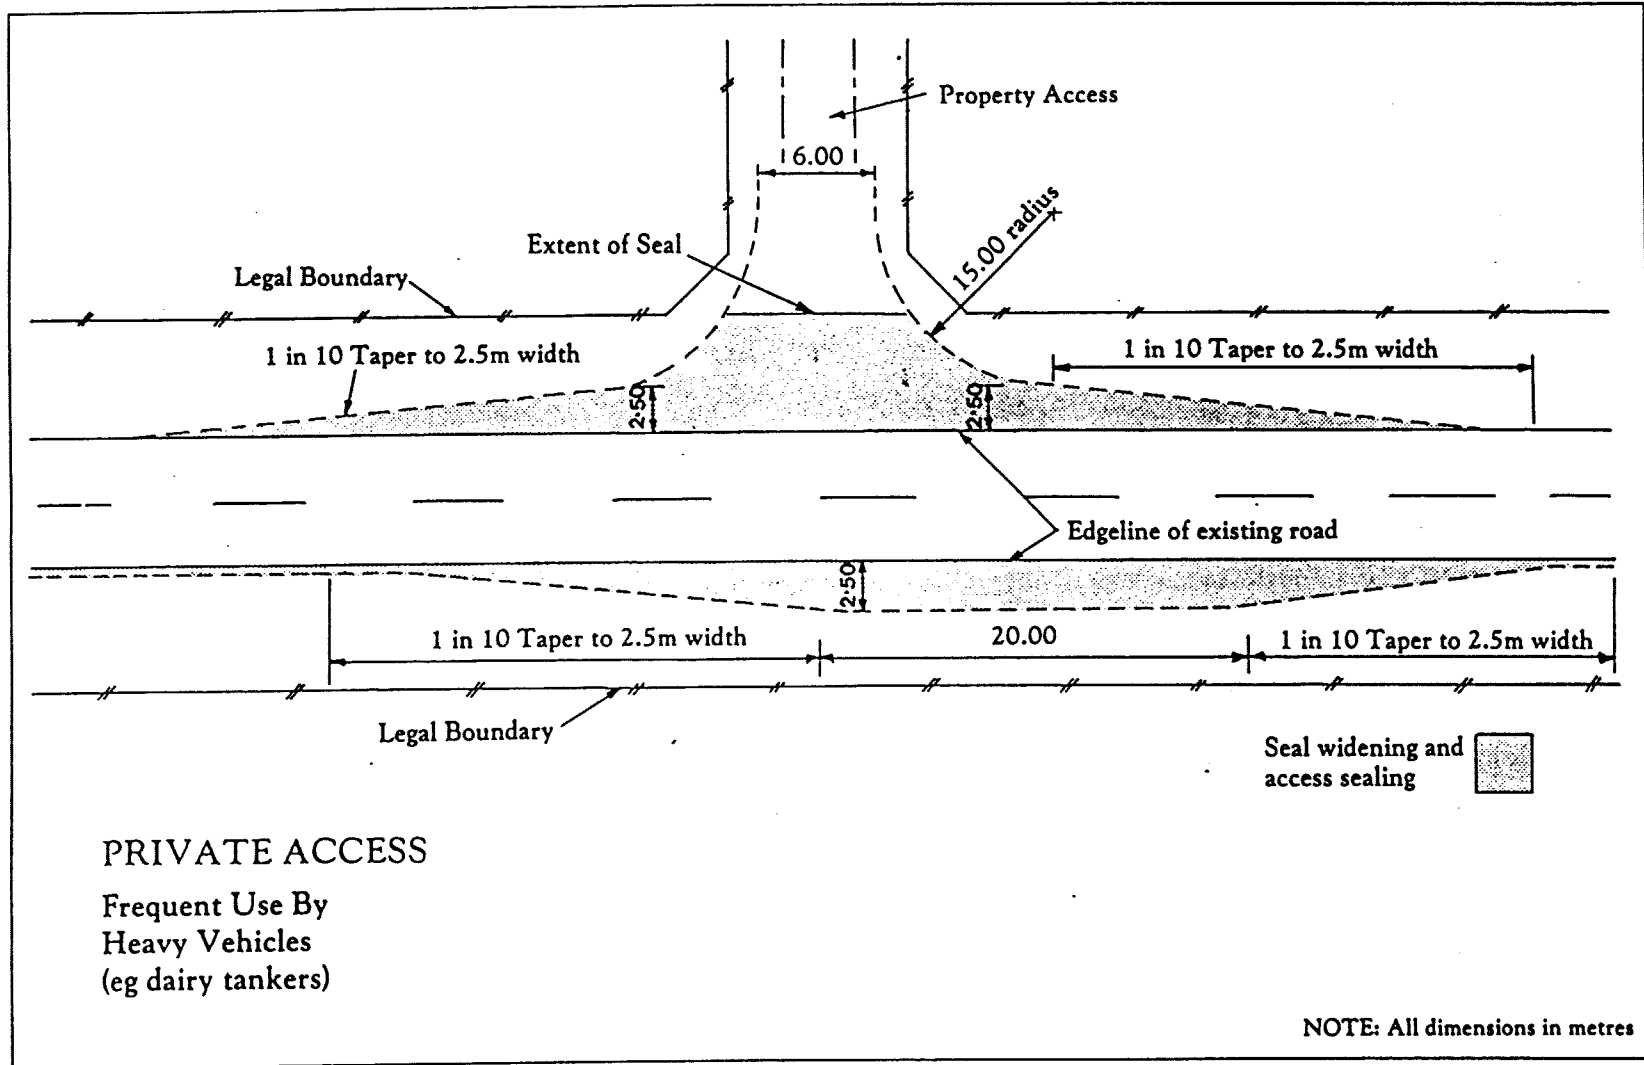 Property Access
6.00
15.00 radius
Extent of Seal
Legal Boundary
1 in 10 Taper to 2.5m width
1 in 10 Taper to 2.5m width
2·50
2·50
Edgeline of existing road
2·50
1 in 10 Taper to 2.5m width
20.00
1 in 10 Taper to 2.5m width
Legal Boundary
Seal widening and
access sealing
PRIVATE ACCESS
Frequent Use By
Heavy Vehicles
(eg dairy tankers)
NOTE: All dimensions in metres